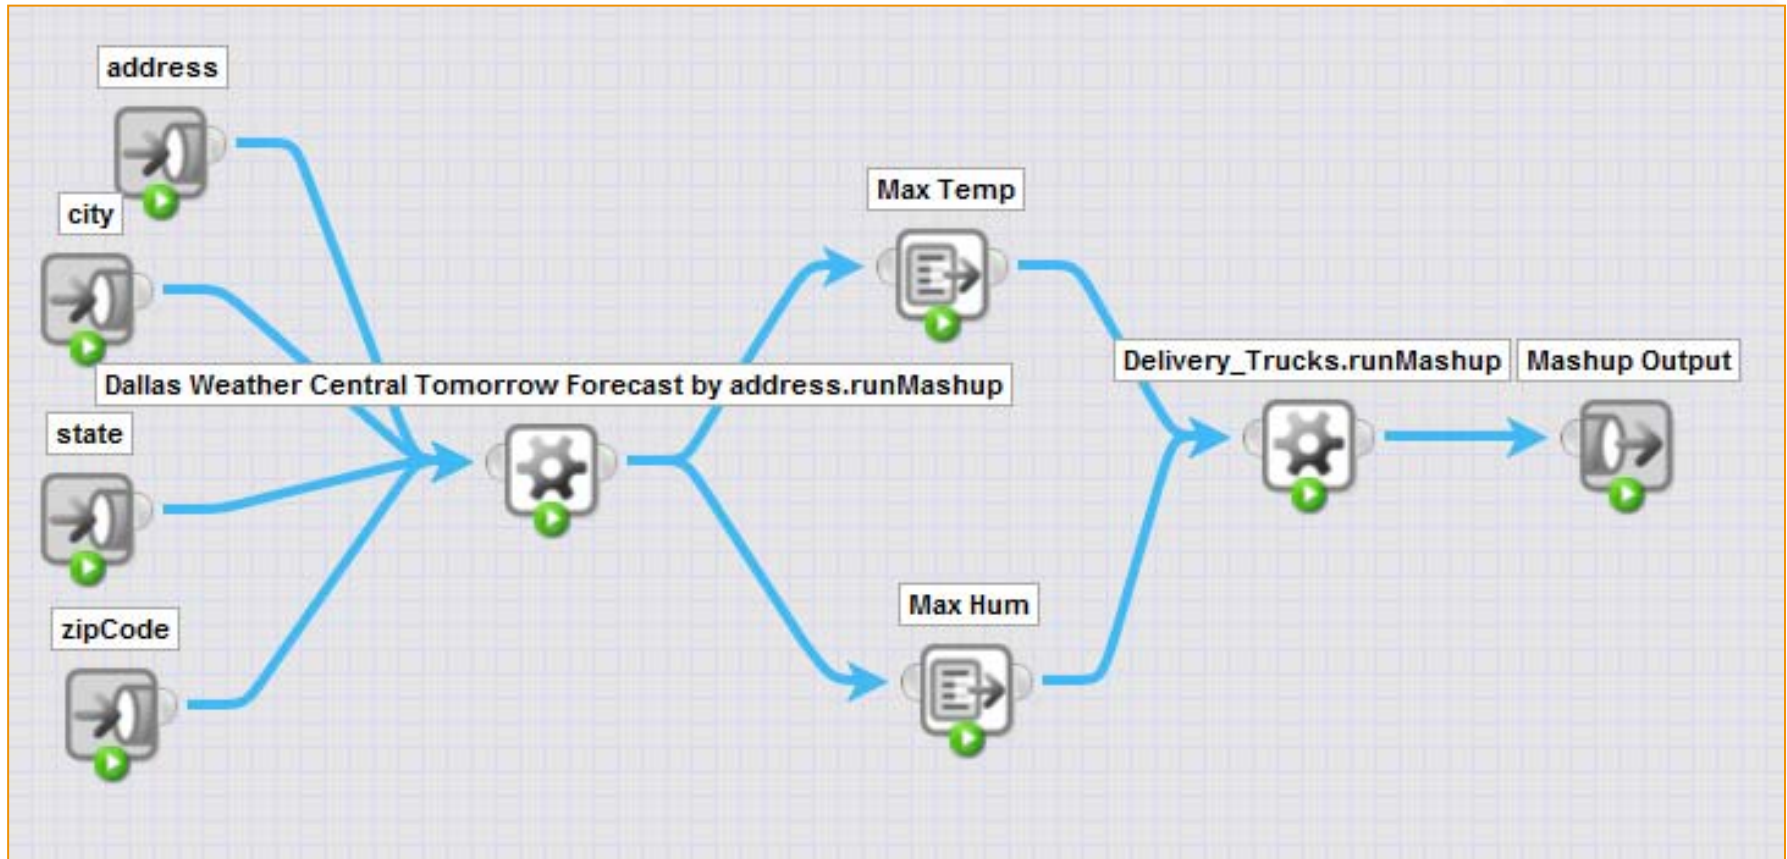 address
city
Max Temp
Dallas Weather Central Tomorrow Forecast by address.runMashup
Delivery_Trucks.runMashup
Mashup Output
state
zipCode
Max Hum